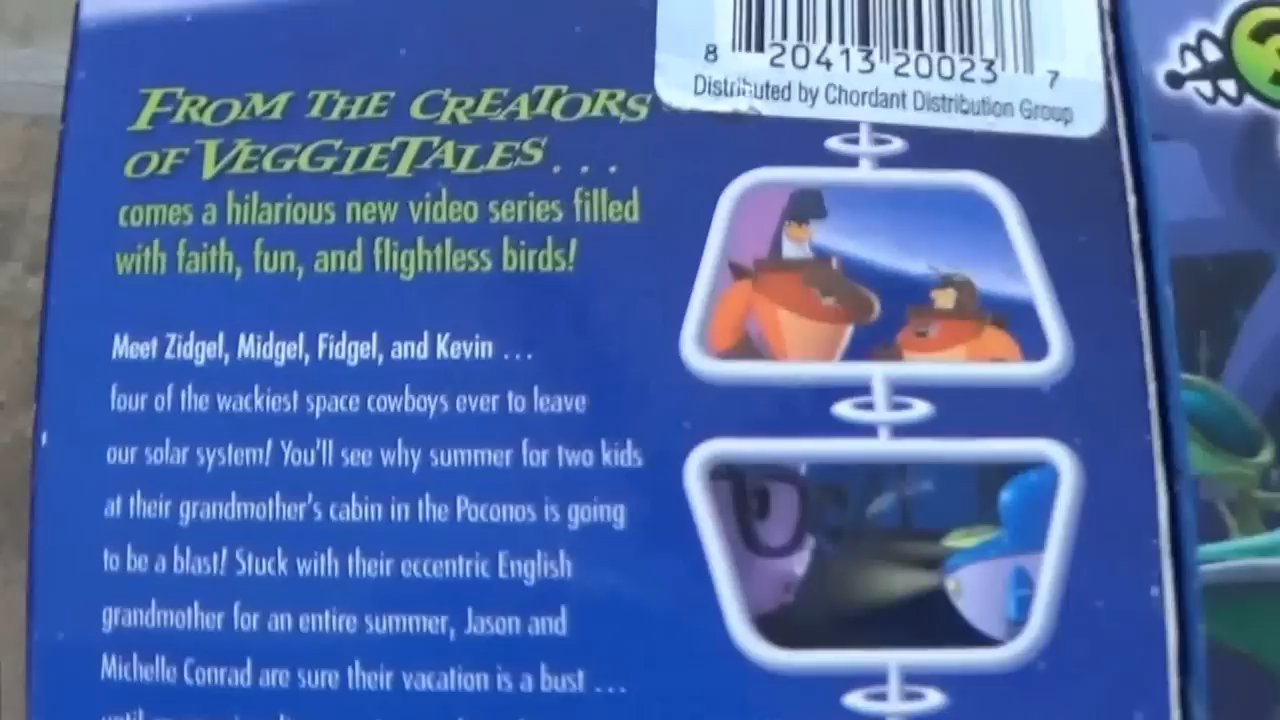 8 20413 20023 7
Distributed by Chordant Distribution Group
FROM THE CREATORS
OF VEGGIETALES...
comes a hilarious new video series filled
with faith, fun, and flightless birds!
Meet Zidgel, Midgel, Fidgel, and Kevin ...
four of the wackiest space cowboys ever to leave
our solar system! You'll see why summer for two kids
at their grandmother's cabin in the Poconos is going
to be a blast! Stuck with their eccentric English
grandmother for an entire summer, Jason and
Michelle Conrad are sure their vacation is a bust ...
until